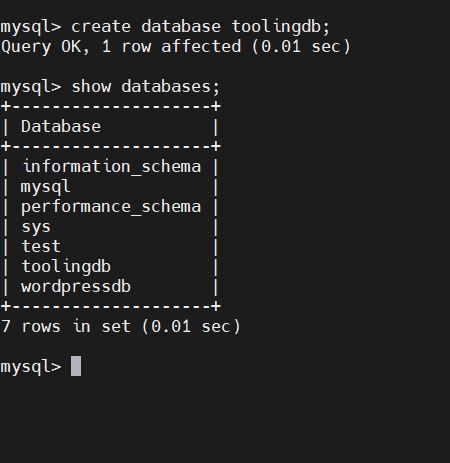 mysql> create database toolingdb;
Query OK, 1 row affected (0.01 sec)
mysql> show databases;
+--------------------+
| Database           |
+--------------------+
| information_schema |
| mysql              |
| performance_schema |
| sys                |
| test               |
| toolingdb          |
| wordpressdb        |
+--------------------+
7 rows in set (0.01 sec)
mysql>